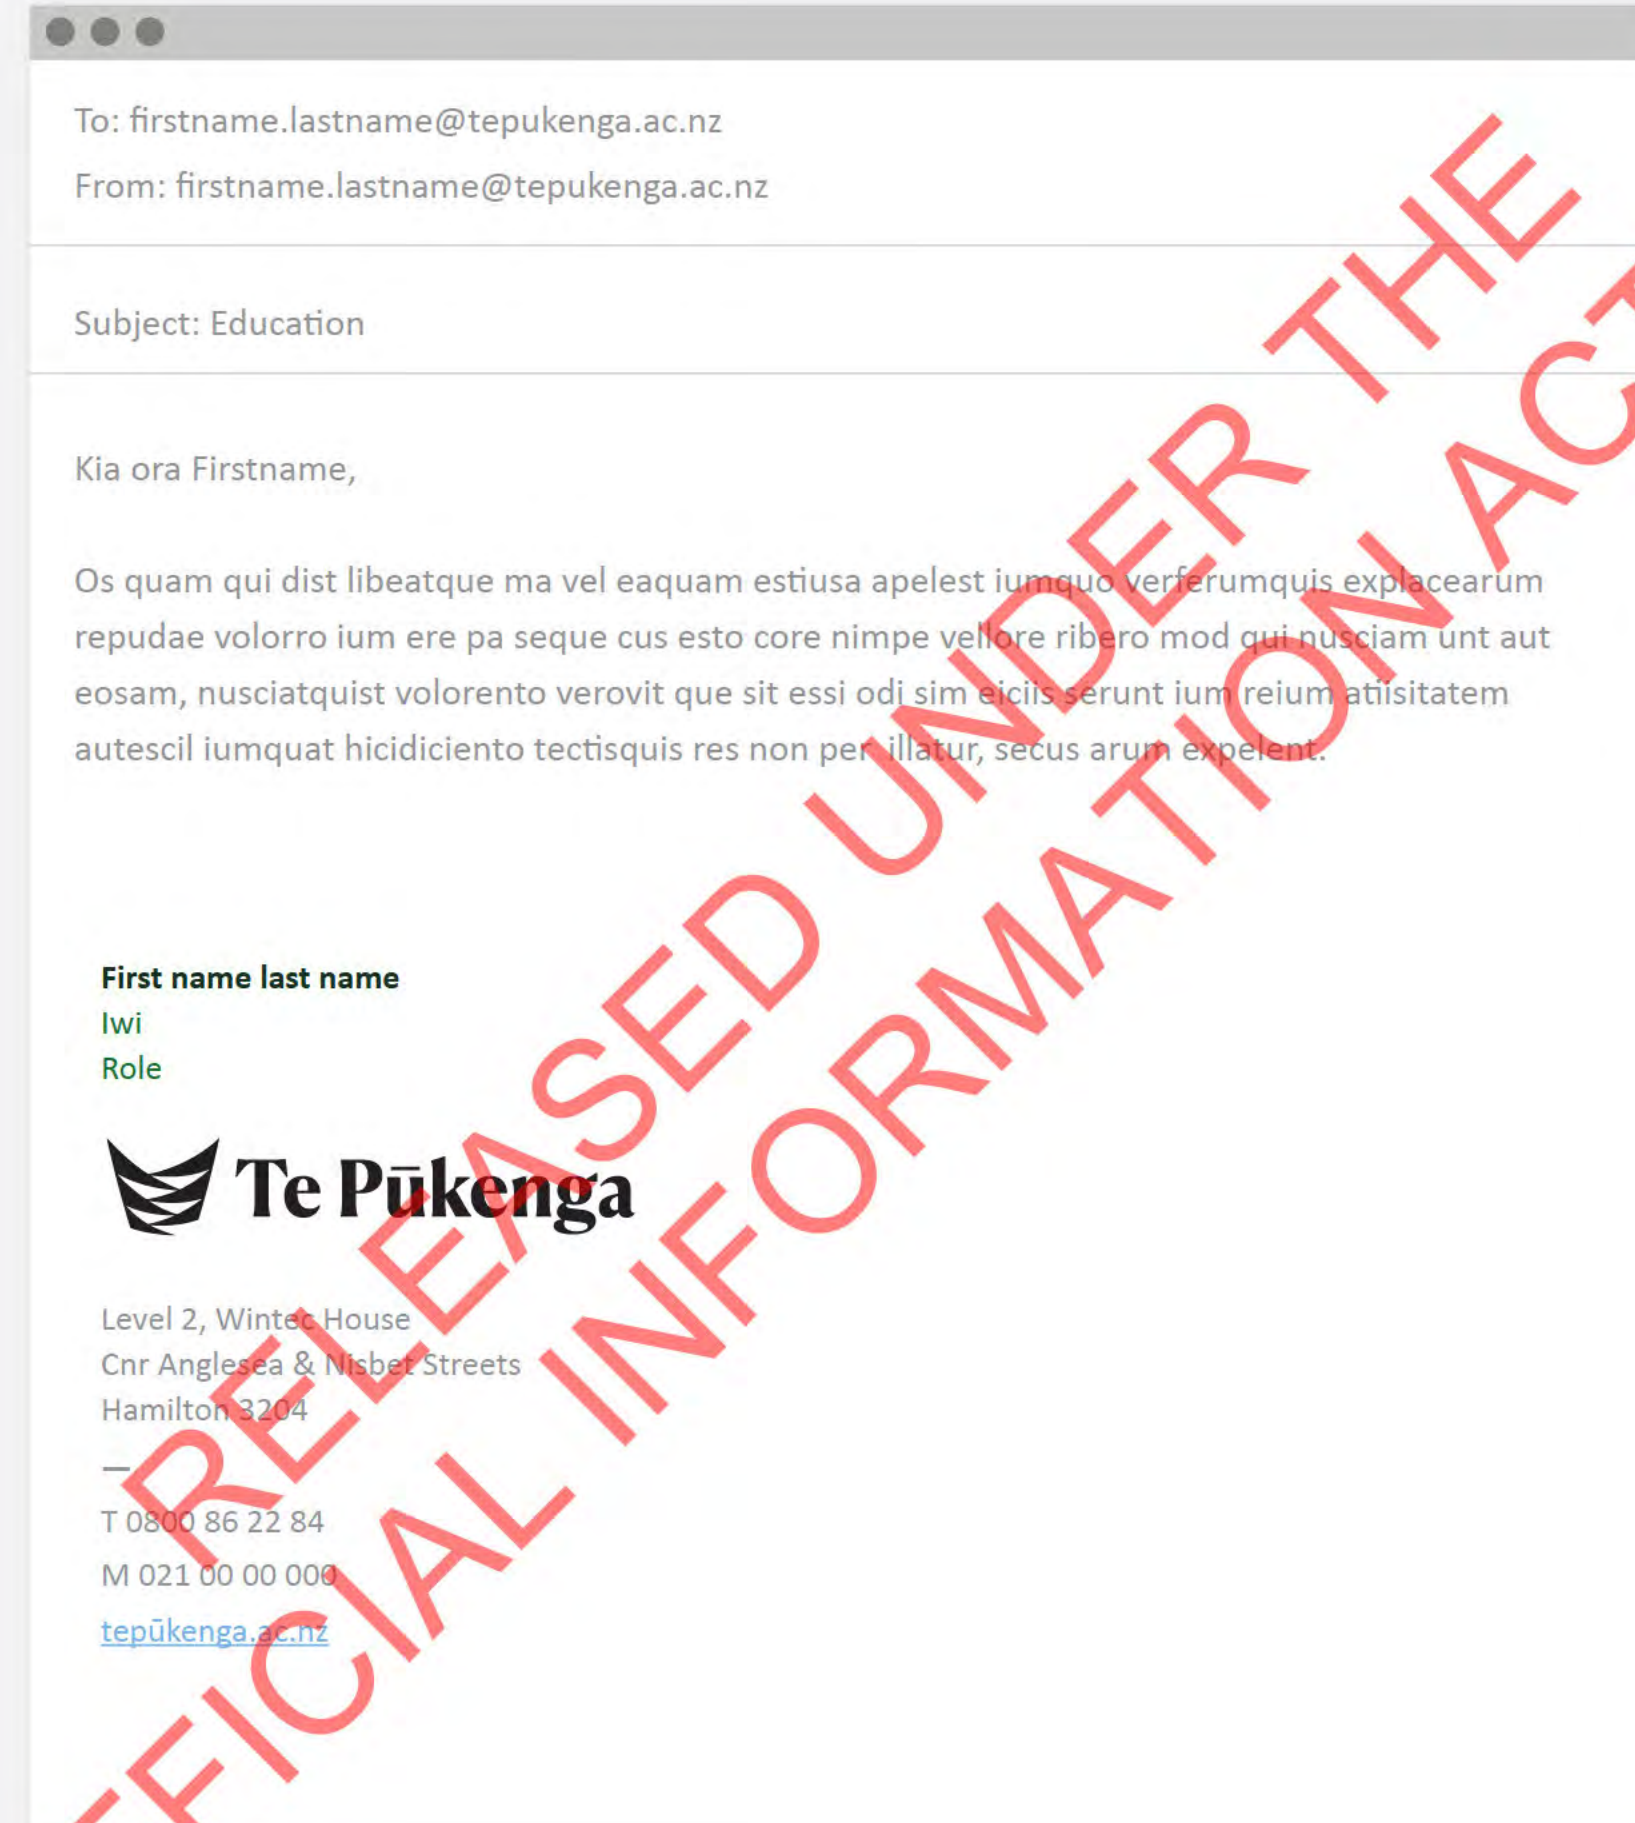 To: firstname.lastname@tepukenga.ac.nz
From: firstname.lastname@tepukenga.ac.nz
Subject: Education
Kia ora Firstname,
Os quam qui dist libeatque ma vel eaquam estiusa apelest iumquo verferumquis explacearum
repudae volorro ium ere pa seque cus esto core nimpe vellore ribero mod qui nusciam unt aut
eosam, nusciatquist volorento verovit que sit essi odi sim eiciis serunt ium reium atiisitatem
autescil iumquat hicidiciento tectisquis res non per illatur, secus arum expelent.
First name last name
Iwi
Role
Te Pūkenga
Level 2, Wintec House
Cnr Anglesea & Nisbet Streets
Hamilton 3204
—
T 0800 86 22 84
M 021 00 00 000
tepūkenga.ac.nz
RELEASED UNDER THE
FFICIAL INFORMATION ACT